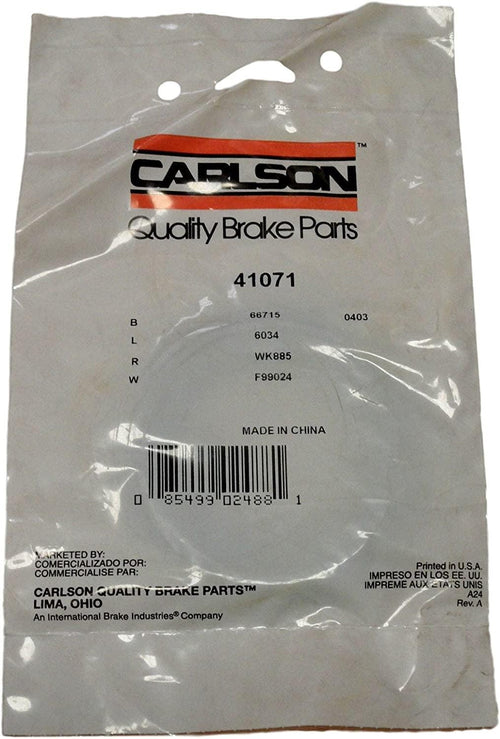 CARLSON™
Quality Brake Parts
41071
B 66715 0403
L 6034
R WK885
W F99024
MADE IN CHINA
0 85499 02488 1
MARKETED BY:
COMERCIALIZADO POR:
COMMERCIALISE PAR:
CARLSON QUALITY BRAKE PARTS™
LIMA, OHIO
An International Brake Industries® Company
Printed in U.S.A.
IMPRESO EN LOS EE. UU.
IMPREME AUX ETATS UNIS
A24
Rev. A